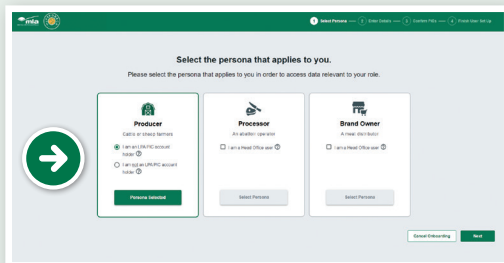 mla
1 Select Persona — 2 Enter Details — 3 Confirm PICs — 4 Finish User Set Up
Select the persona that applies to you.
Please select the persona that applies to you in order to access data relevant to your role.
Producer
Cattle or sheep farmers
I am an LPA/PIC account
holder ?
I am not an LPA/PIC account
holder ?
Persona Selected
Processor
An abattoir operator
I am a Head Office user ?
Select Persona
Brand Owner
A meat distributor
I am a Head Office user ?
Select Persona
Cancel Onboarding
Next